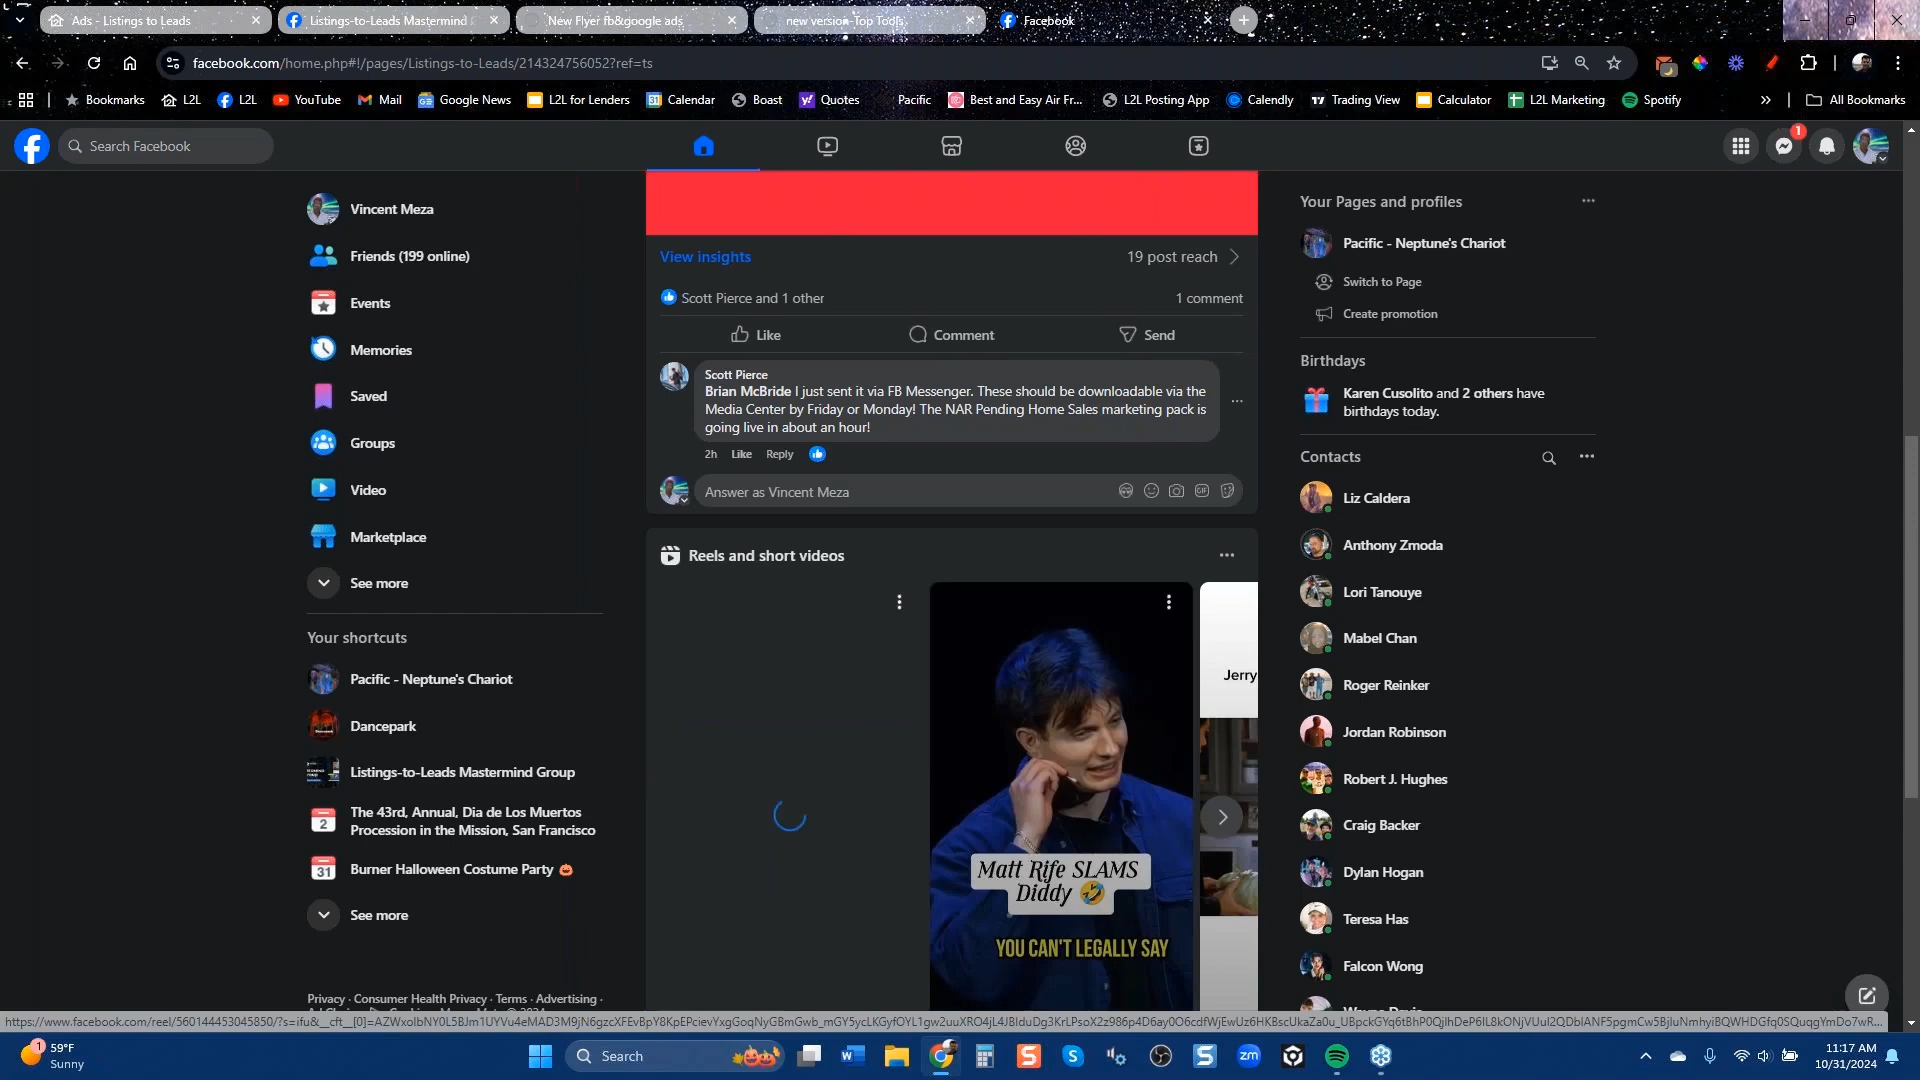 Ads - Listings to Leads
Listings-to-Leads Mastermind
New Flyer fb&google ads
new version-Top Tools
Facebook
facebook.com/home.php#!/pages/Listings-to-Leads/214324756052?ref=ts
Bookmarks
L2L
L2L
YouTube
Mail
Google News
L2L for Lenders
Calendar
Boast
Quotes
Pacific
Best and Easy Air Fr...
L2L Posting App
Calendly
Trading View
Calculator
L2L Marketing
Spotify
All Bookmarks
Search Facebook
1
Vincent Meza
Friends (199 online)
Events
Memories
Saved
Groups
Video
Marketplace
See more
Your shortcuts
Pacific - Neptune's Chariot
Dancepark
Listings-to-Leads Mastermind Group
2
The 43rd, Annual, Dia de Los Muertos
Procession in the Mission, San Francisco
31
Burner Halloween Costume Party
See more
Privacy · Consumer Health Privacy · Terms · Advertising ·
View insights
19 post reach
Scott Pierce and 1 other
1 comment
Like
Comment
Send
Scott Pierce
Brian McBride I just sent it via FB Messenger. These should be downloadable via the
Media Center by Friday or Monday! The NAR Pending Home Sales marketing pack is
going live in about an hour!
2h
Like
Reply
Answer as Vincent Meza
Reels and short videos
Matt Rife SLAMS
Diddy 🤣
YOU CAN'T LEGALLY SAY
Jerry
Your Pages and profiles
Pacific - Neptune's Chariot
Switch to Page
Create promotion
Birthdays
Karen Cusolito and 2 others have
birthdays today.
Contacts
Liz Caldera
Anthony Zmoda
Lori Tanouye
Mabel Chan
Roger Reinker
Jordan Robinson
Robert J. Hughes
Craig Backer
Dylan Hogan
Teresa Has
Falcon Wong
1
59°F
Sunny
Search
zm
11:17 AM
10/31/2024